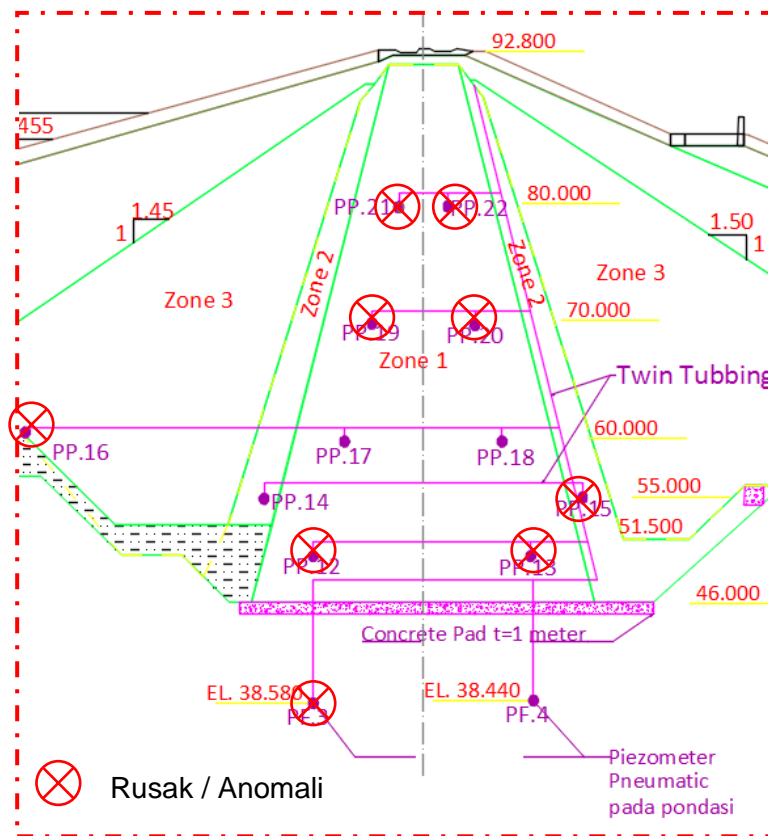 92.800
455
1.45
1
PP.21
PP.22
80.000
1.50
1
Zone 2
Zone 2
Zone 3
Zone 3
70.000
PP.19
PP.20
Zone 1
Twin Tubbing
PP.16
PP.17
PP.18
60.000
PP.14
PP.15
55.000
51.500
PP.12
PP.13
46.000
Concrete Pad t=1 meter
EL. 38.580
EL. 38.440
PF.3
PF.4
Piezometer
Pneumatic
pada pondasi
Rusak / Anomali